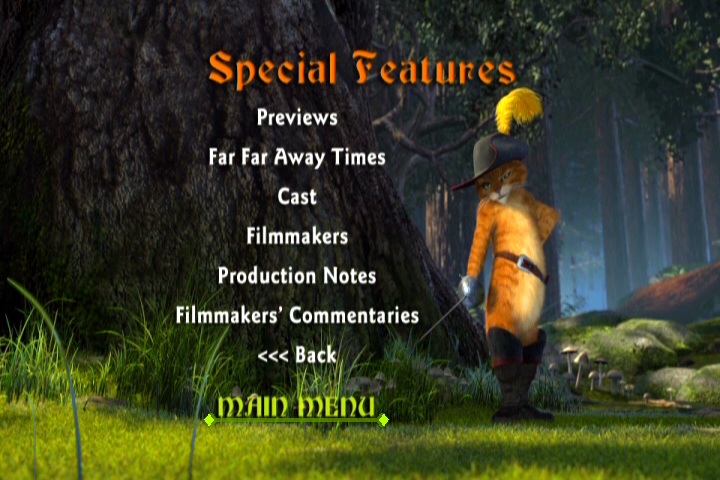 Special Features
Previews
Far Far Away Times
Cast
Filmmakers
Production Notes
Filmmakers' Commentaries
<<< Back
MAIN MENU